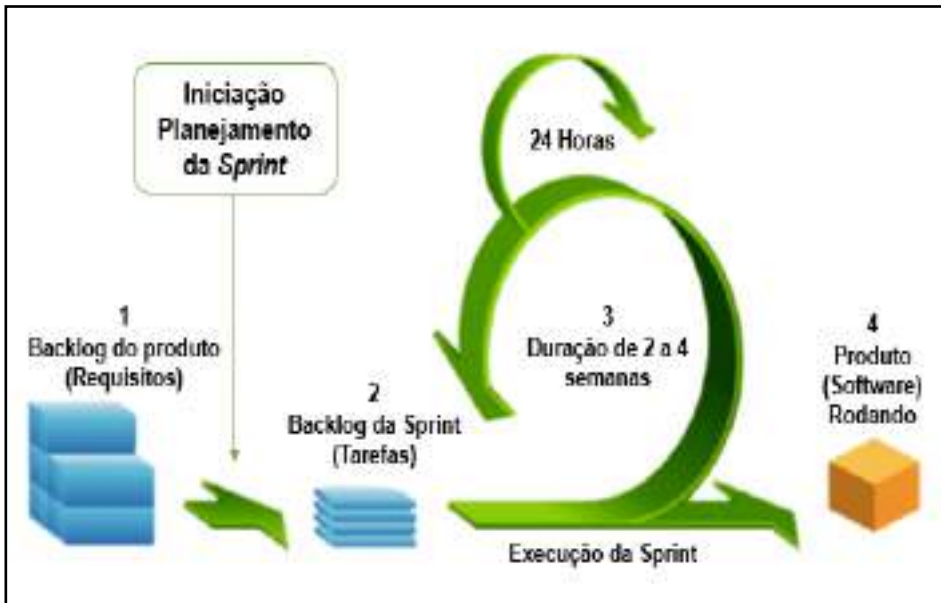 Iniciação
Planejamento
da Sprint
24 Horas
1
Backlog do produto
(Requisitos)
2
Backlog da Sprint
(Tarefas)
3
Duração de 2 a 4
semanas
4
Produto
(Software)
Rodando
Execução da Sprint